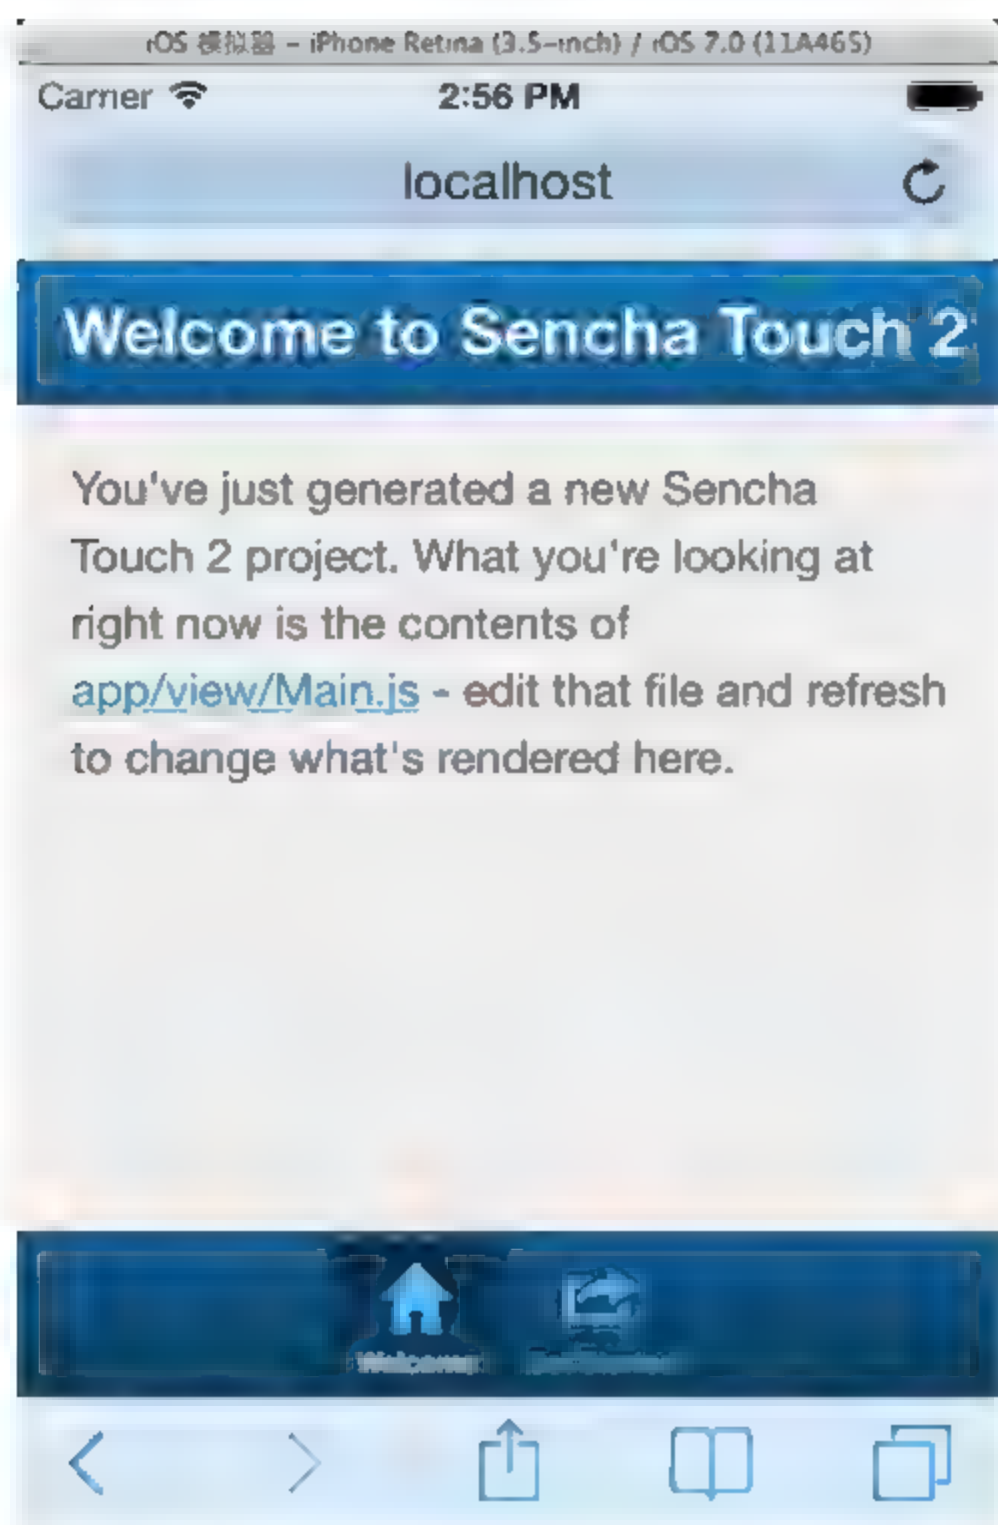 iOS 模拟器 – iPhone Retina (3.5-inch) / iOS 7.0 (11A465)
Carrier 2:56 PM
localhost
Welcome to Sencha Touch 2
You've just generated a new Sencha
Touch 2 project. What you're looking at
right now is the contents of
app/view/Main.js - edit that file and refresh
to change what's rendered here.
Welcome